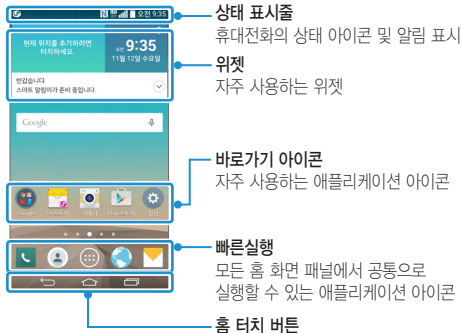 오전 9:35
상태 표시줄
휴대전화의 상태 아이콘 및 알림 표시
현재 위치를 추가하려면
터치하세요.
오전 9:35
11월 12일 수요일
위젯
자주 사용하는 위젯
반갑습니다.
스마트 알림이가 준비 중입니다.
Google
바로가기 아이콘
자주 사용하는 애플리케이션 아이콘
Google
설정
빠른실행
모든 홈 화면 패널에서 공통으로
실행할 수 있는 애플리케이션 아이콘
홈 터치 버튼